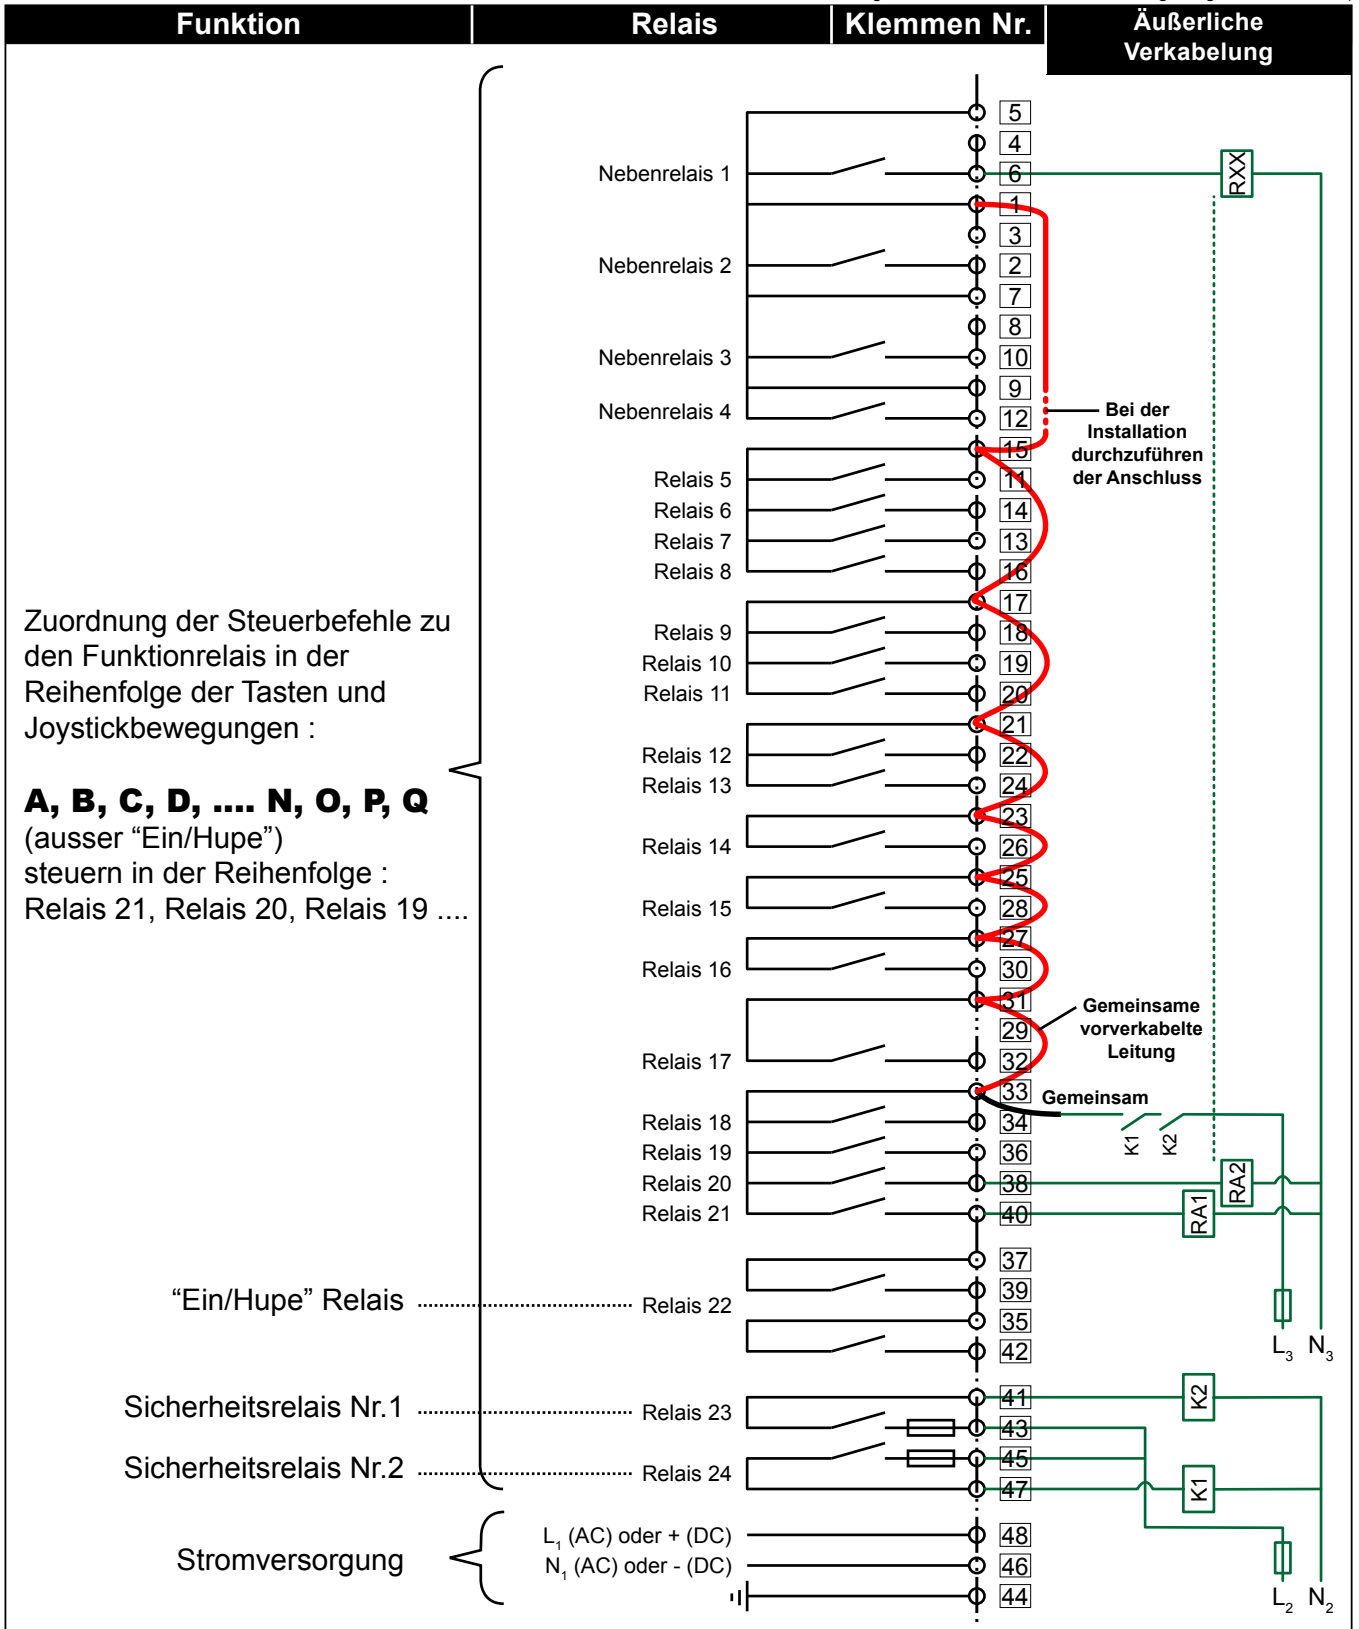 Funktion
Relais
Klemmen Nr.
Äußerliche
Verkabelung
5
4
Nebenrelais 1
6
RXX
1
3
Nebenrelais 2
2
7
8
Nebenrelais 3
10
9
Nebenrelais 4
12
Bei der
Installation
durchzuführen
der Anschluss
15
Relais 5
11
Relais 6
14
Relais 7
13
Relais 8
16
17
Relais 9
18
Relais 10
19
Relais 11
20
21
Relais 12
22
Relais 13
24
23
Relais 14
26
25
Relais 15
28
27
Relais 16
30
31
29
Gemeinsame
vorverkabelte
Leitung
Relais 17
32
33
Gemeinsam
Relais 18
34
K1
K2
Relais 19
36
Relais 20
38
RA2
Relais 21
40
RA1
Zuordnung der Steuerbefehle zu
den Funktionrelais in der
Reihenfolge der Tasten und
Joystickbewegungen :
A, B, C, D, .... N, O, P, Q
(ausser “Ein/Hupe”)
steuern in der Reihenfolge :
Relais 21, Relais 20, Relais 19 ....
37
39
“Ein/Hupe” Relais
Relais 22
35
42
L3 N3
41
K2
Sicherheitsrelais Nr.1
Relais 23
43
45
Sicherheitsrelais Nr.2
Relais 24
47
K1
Stromversorgung
L1 (AC) oder + (DC)
48
N1 (AC) oder - (DC)
46
44
L2 N2